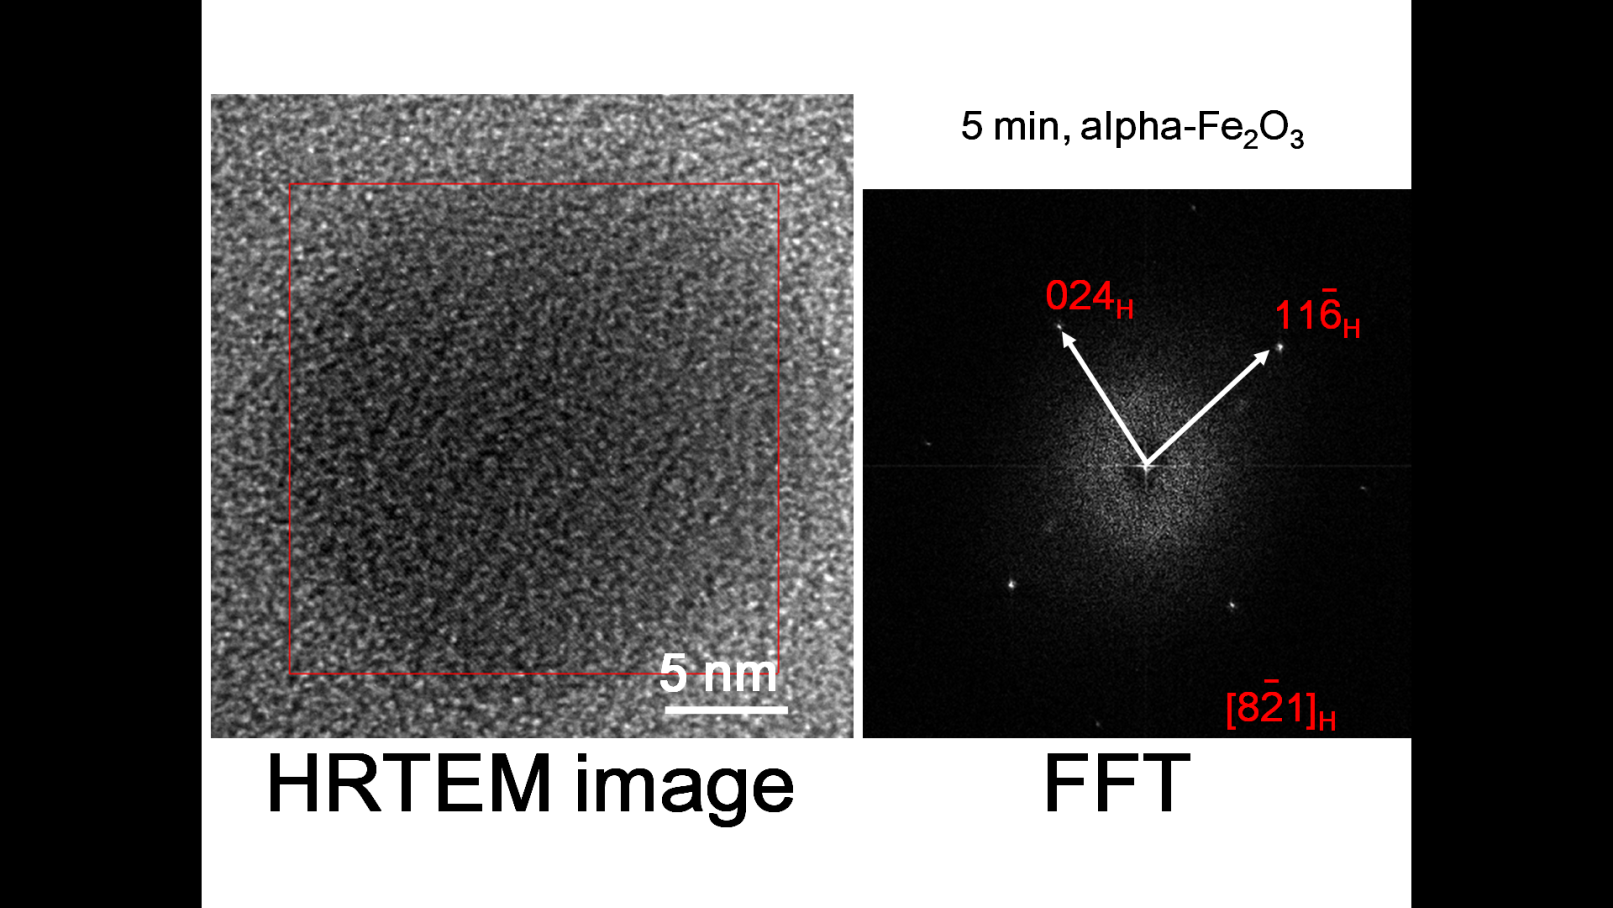 5 min, alpha-Fe₂O₃
024H
116̅H
5 nm
[82̅1]H
HRTEM image
FFT